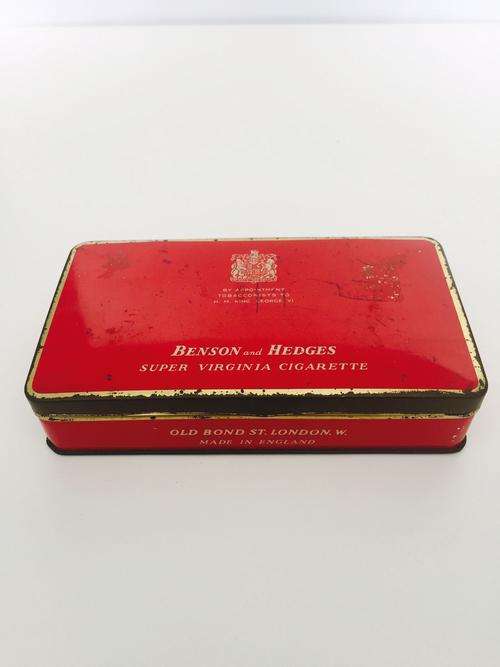 BY APPOINTMENT
TOBACCONISTS TO
H. M. KING GEORGE VI
BENSON and HEDGES
SUPER VIRGINIA CIGARETTE
OLD BOND ST. LONDON, W.
MADE IN ENGLAND